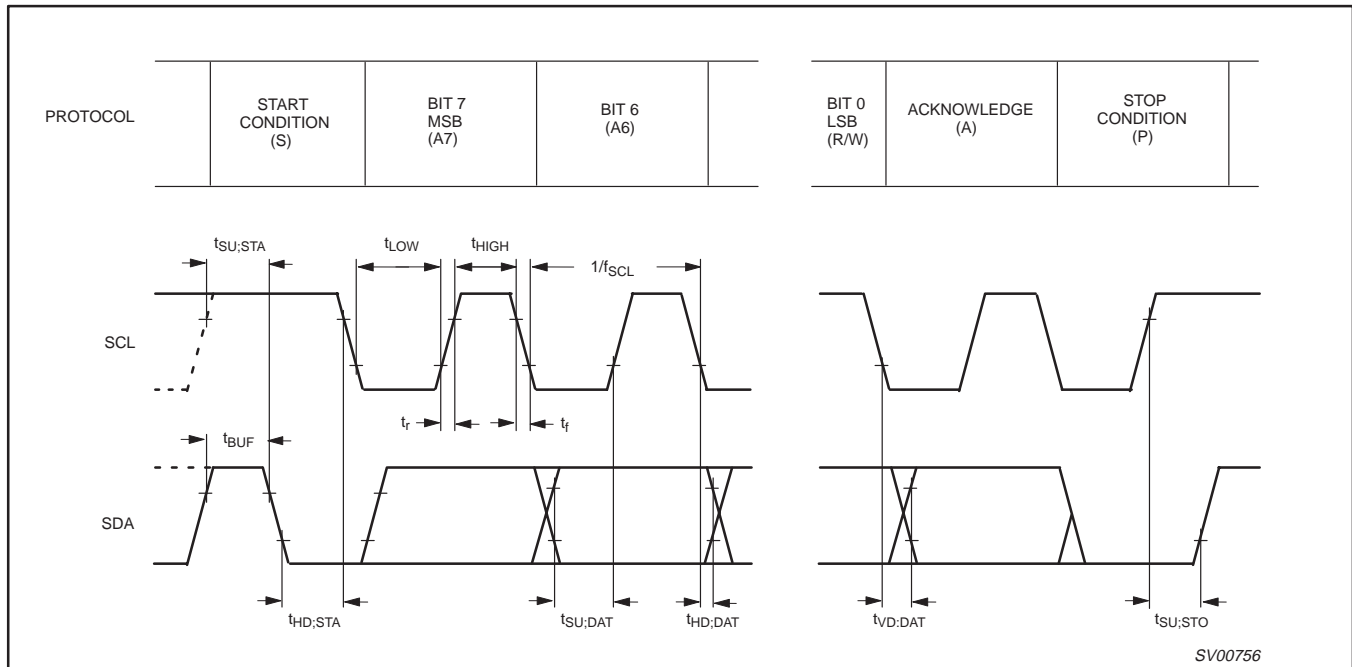 PROTOCOL
START
CONDITION
(S)
BIT 7
MSB
(A7)
BIT 6
(A6)
BIT 0
LSB
(R/W)
ACKNOWLEDGE
(A)
STOP
CONDITION
(P)
tSU;STA
tLOW
tHIGH
1/fSCL
SCL
tr
tf
tBUF
SDA
tHD;STA
tSU;DAT
tHD;DAT
tVD:DAT
tSU;STO
SV00756